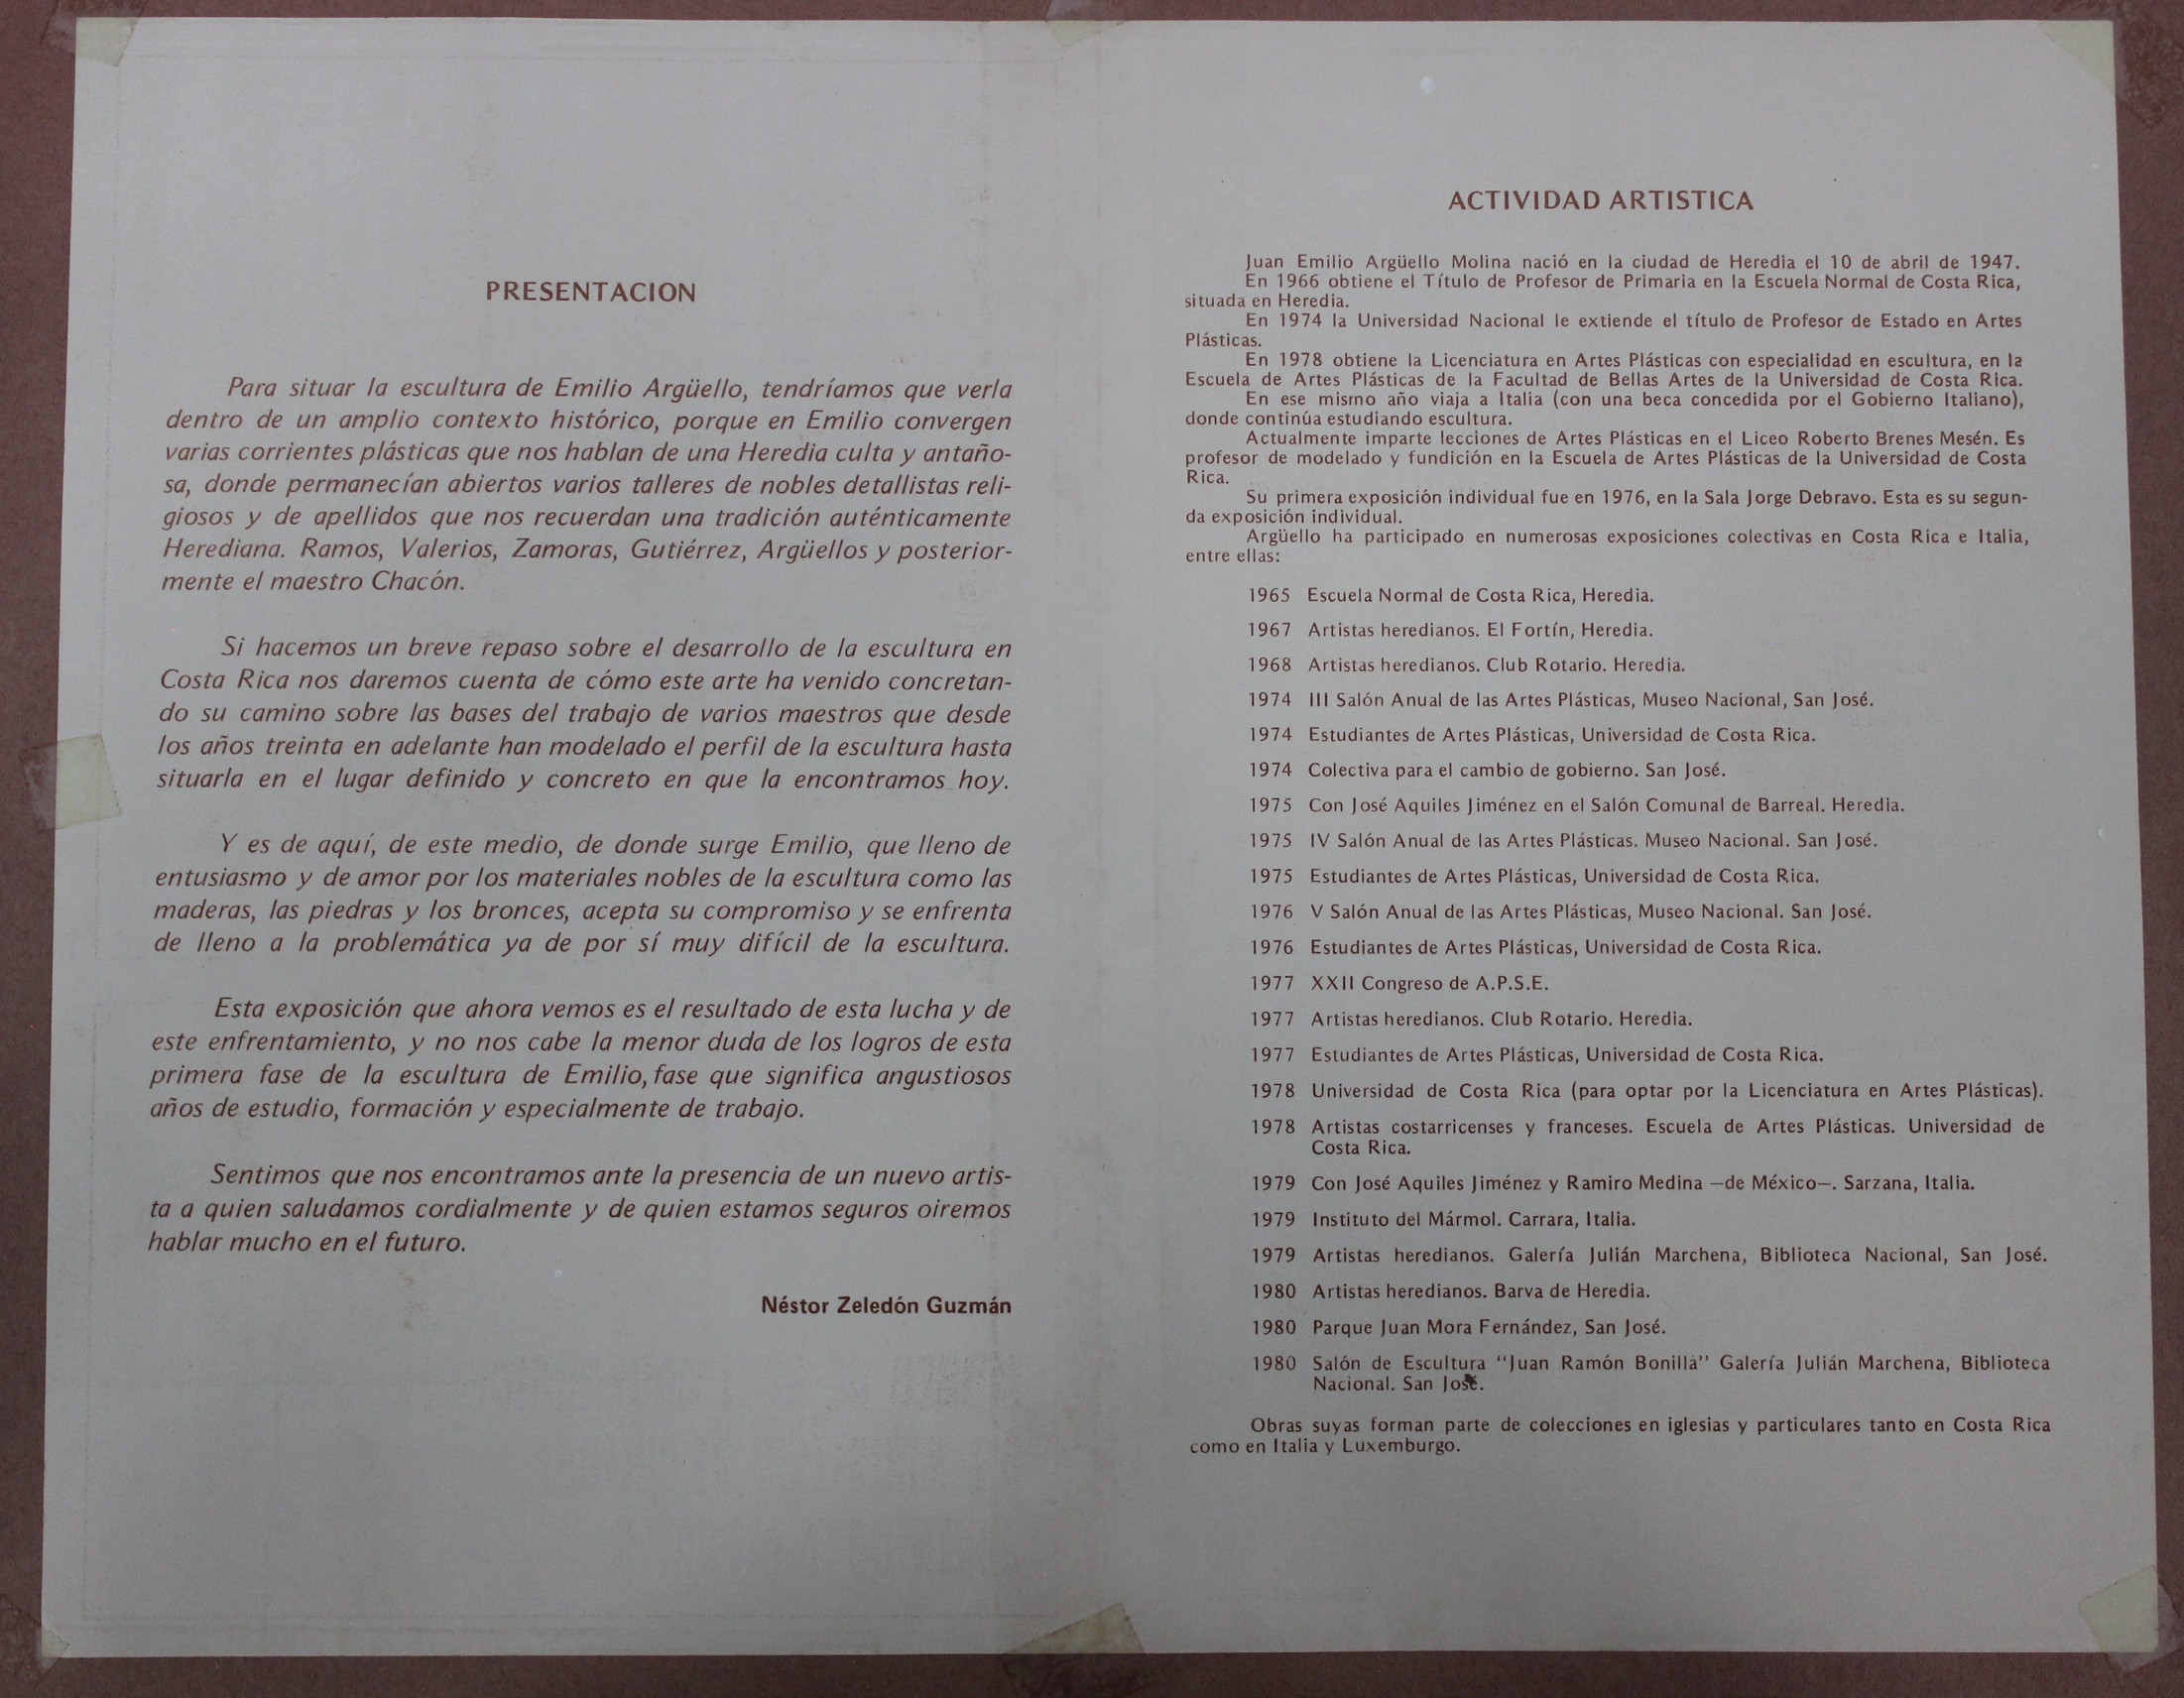 PRESENTACION
Para situar la escultura de Emilio Argüello, tendríamos que verla
dentro de un amplio contexto histórico, porque en Emilio convergen
varias corrientes plásticas que nos hablan de una Heredia culta y antaño-
sa, donde permanecían abiertos varios talleres de nobles detallistas reli-
giosos y de apellidos que nos recuerdan una tradición auténticamente
Herediana. Ramos, Valerios, Zamoras, Gutiérrez, Argüellos y posterior-
mente el maestro Chacón.
Si hacemos un breve repaso sobre el desarrollo de la escultura en
Costa Rica nos daremos cuenta de cómo este arte ha venido concretan-
do su camino sobre las bases del trabajo de varios maestros que desde
los años treinta en adelante han modelado el perfil de la escultura hasta
situarla en el lugar definido y concreto en que la encontramos hoy.
Y es de aquí, de este medio, de donde surge Emilio, que lleno de
entusiasmo y de amor por los materiales nobles de la escultura como las
maderas, las piedras y los bronces, acepta su compromiso y se enfrenta
de lleno a la problemática ya de por sí muy difícil de la escultura.
Esta exposición que ahora vemos es el resultado de esta lucha y de
este enfrentamiento, y no nos cabe la menor duda de los logros de esta
primera fase de la escultura de Emilio, fase que significa angustiosos
años de estudio, formación y especialmente de trabajo.
Sentimos que nos encontramos ante la presencia de un nuevo artis-
ta a quien saludamos cordialmente y de quien estamos seguros oiremos
hablar mucho en el futuro.
Néstor Zeledón Guzmán
ACTIVIDAD ARTISTICA
Juan Emilio Argüello Molina nació en la ciudad de Heredia el 10 de abril de 1947.
En 1966 obtiene el Título de Profesor de Primaria en la Escuela Normal de Costa Rica,
situada en Heredia.
En 1974 la Universidad Nacional le extiende el título de Profesor de Estado en Artes
Plásticas.
En 1978 obtiene la Licenciatura en Artes Plásticas con especialidad en escultura, en la
Escuela de Artes Plásticas de la Facultad de Bellas Artes de la Universidad de Costa Rica.
En ese mismo año viaja a Italia (con una beca concedida por el Gobierno Italiano),
donde continúa estudiando escultura.
Actualmente imparte lecciones de Artes Plásticas en el Liceo Roberto Brenes Mesén. Es
profesor de modelado y fundición en la Escuela de Artes Plásticas de la Universidad de Costa
Rica.
Su primera exposición individual fue en 1976, en la Sala Jorge Debravo. Esta es su segun-
da exposición individual.
Argüello ha participado en numerosas exposiciones colectivas en Costa Rica e Italia,
entre ellas:
1965 Escuela Normal de Costa Rica, Heredia.
1967 Artistas heredianos. El Fortín, Heredia.
1968 Artistas heredianos. Club Rotario. Heredia.
1974 III Salón Anual de las Artes Plásticas, Museo Nacional, San José.
1974 Estudiantes de Artes Plásticas, Universidad de Costa Rica.
1974 Colectiva para el cambio de gobierno. San José.
1975 Con José Aquiles Jiménez en el Salón Comunal de Barreal. Heredia.
1975 IV Salón Anual de las Artes Plásticas. Museo Nacional. San José.
1975 Estudiantes de Artes Plásticas, Universidad de Costa Rica.
1976 V Salón Anual de las Artes Plásticas, Museo Nacional. San José.
1976 Estudiantes de Artes Plásticas, Universidad de Costa Rica.
1977 XXII Congreso de A.P.S.E.
1977 Artistas heredianos. Club Rotario. Heredia.
1977 Estudiantes de Artes Plásticas, Universidad de Costa Rica.
1978 Universidad de Costa Rica (para optar por la Licenciatura en Artes Plásticas).
1978 Artistas costarricenses y franceses. Escuela de Artes Plásticas. Universidad de
Costa Rica.
1979 Con José Aquiles Jiménez y Ramiro Medina —de México—. Sarzana, Italia.
1979 Instituto del Mármol. Carrara, Italia.
1979 Artistas heredianos. Galería Julián Marchena, Biblioteca Nacional, San José.
1980 Artistas heredianos. Barva de Heredia.
1980 Parque Juan Mora Fernández, San José.
1980 Salón de Escultura “Juan Ramón Bonilla” Galería Julián Marchena, Biblioteca
Nacional. San José.
Obras suyas forman parte de colecciones en iglesias y particulares tanto en Costa Rica
como en Italia y Luxemburgo.